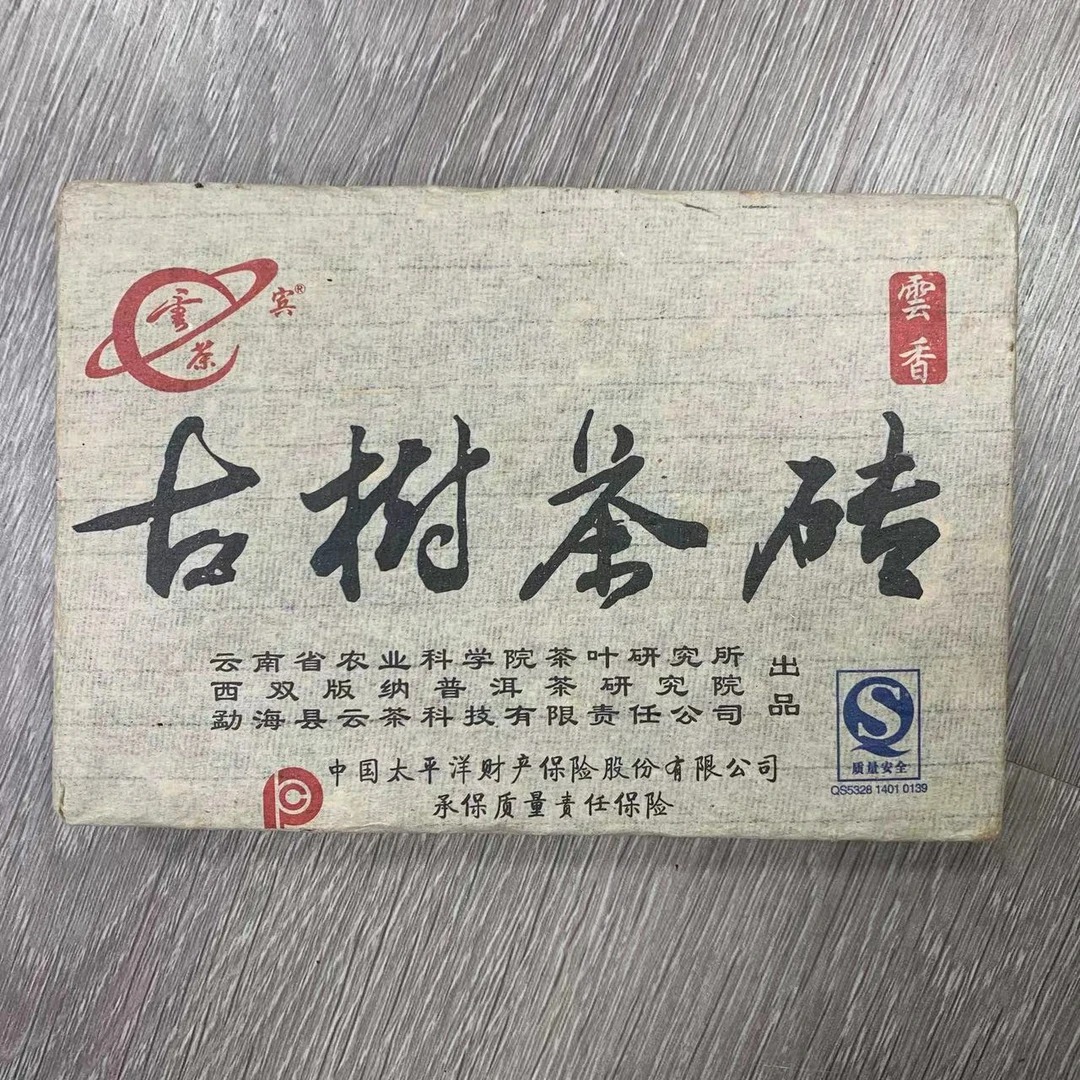 雲茶
宾®
雲香
古樹茶砖
云南省农业科学院茶叶研究所
西双版纳普洱茶研究院
勐海县云茶科技有限责任公司
出品
质量安全
QS5328 1401 0139
中国太平洋财产保险股份有限公司
承保质量責任保险